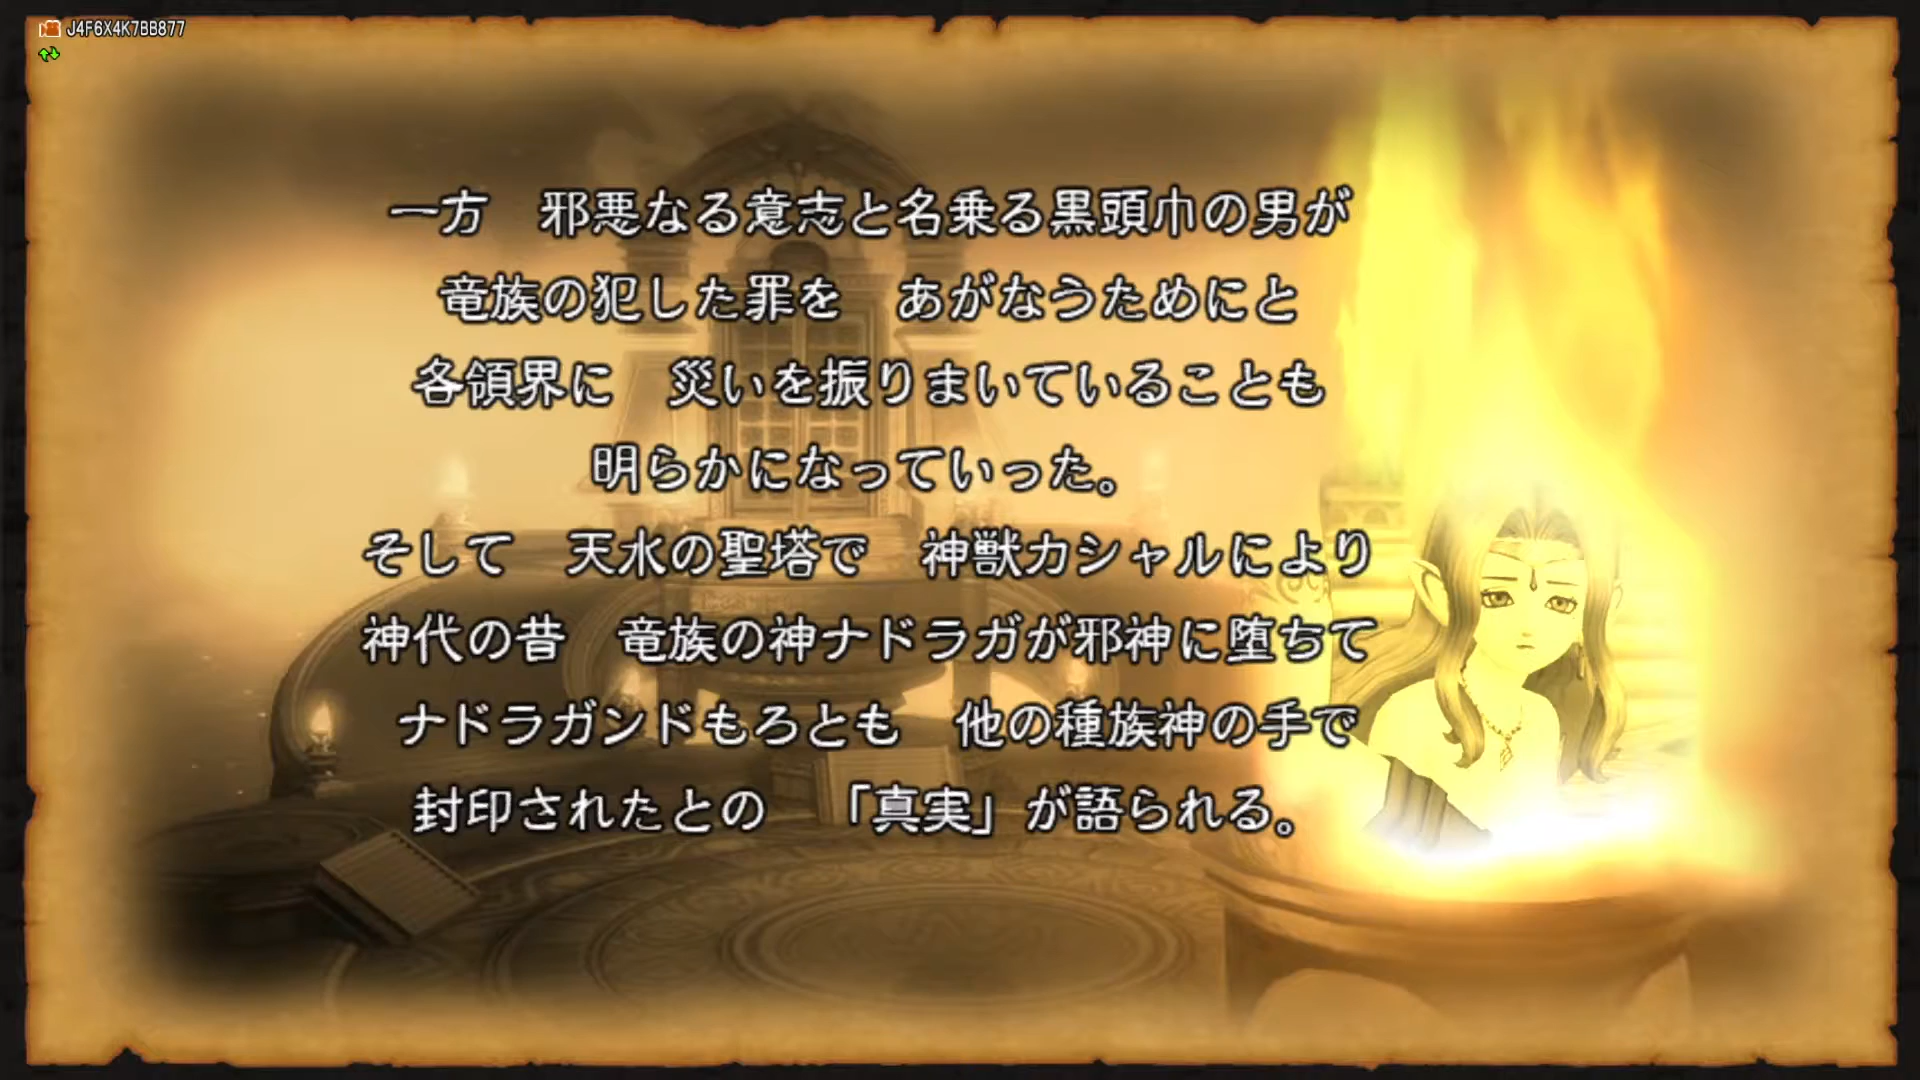 J4F6X4K7BB877
一方　邪悪なる意志と名乗る黒頭巾の男が
竜族の犯した罪を　あがなうためにと
各領界に　災いを振りまいていることも
明らかになっていった。
そして　天水の聖塔で　神獣カシャルにより
神代の昔　竜族の神ナドラガが邪神に堕ちて
ナドラガンドもろとも　他の種族神の手で
封印されたとの　「真実」が語られる。